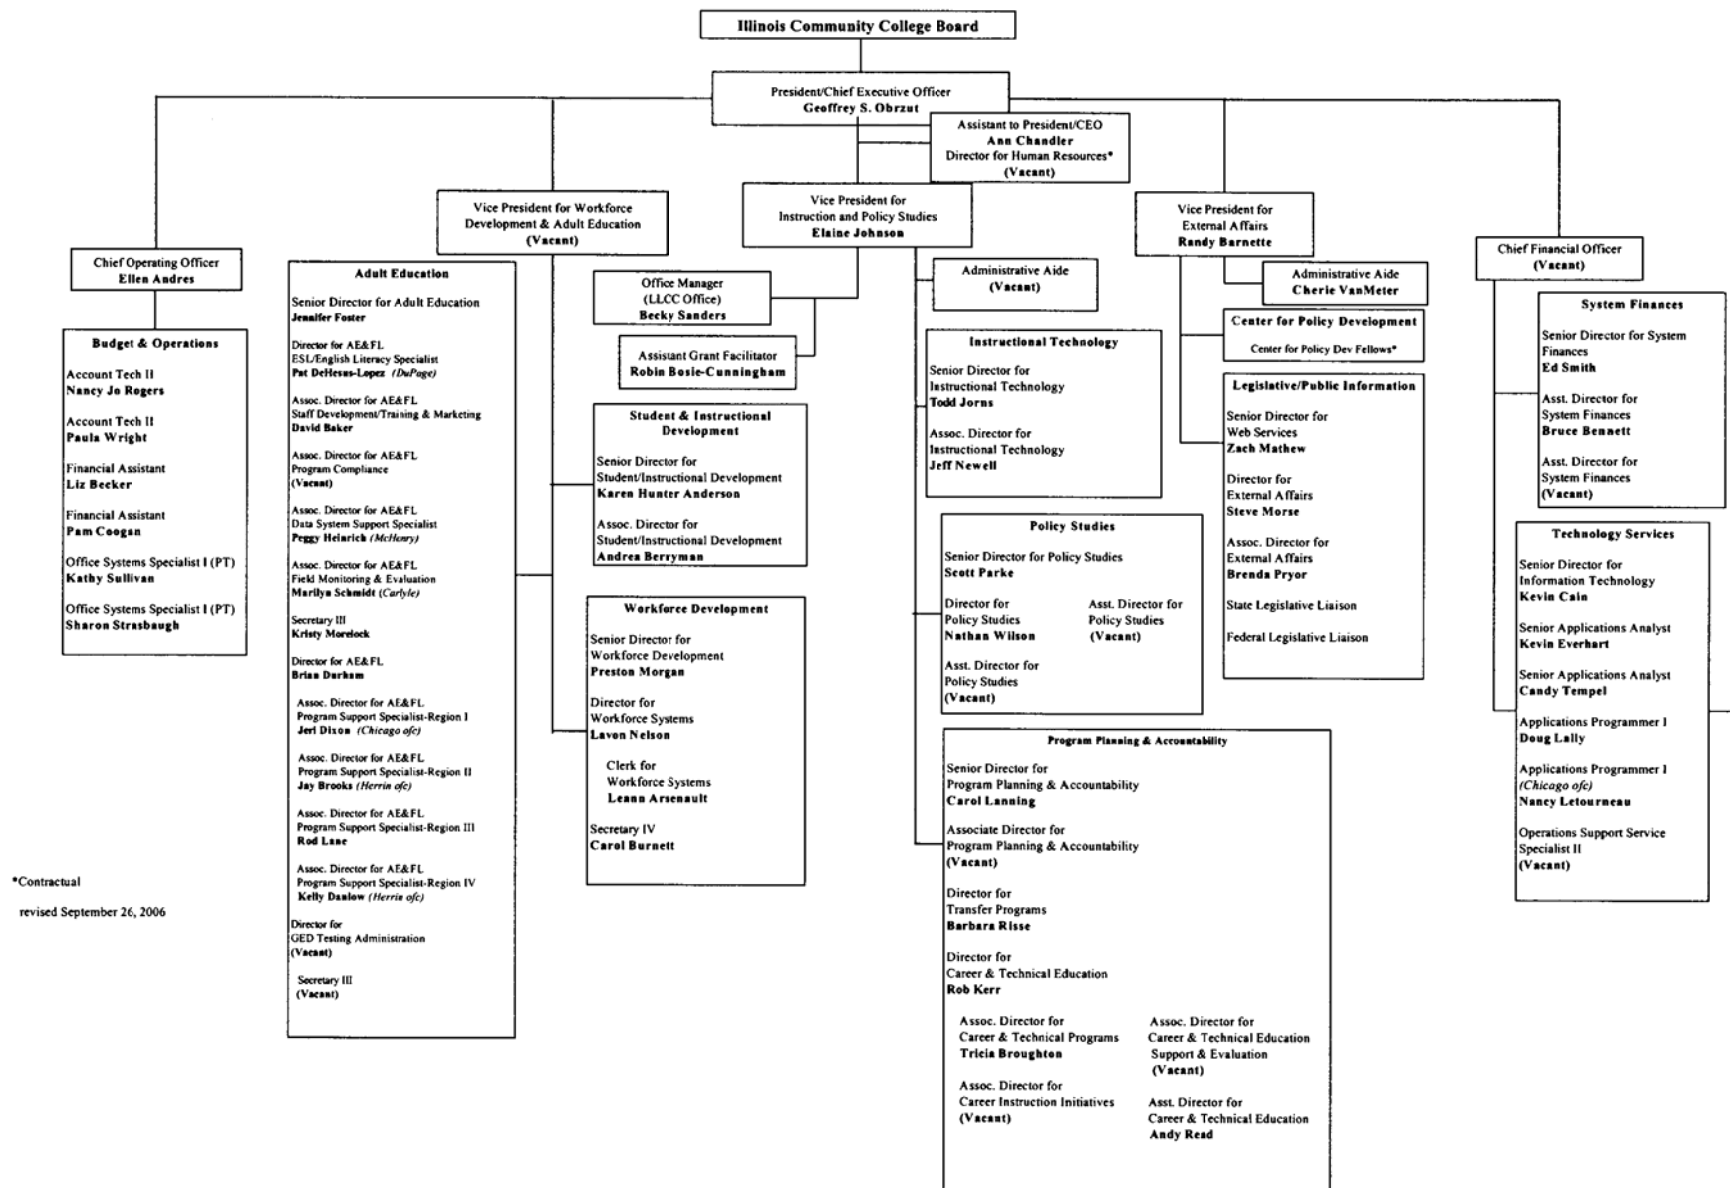 Illinois Community College Board
President/Chief Executive Officer
Geoffrey S. Obrzut
Assistant to President/CEO
Ann Chandler
Director for Human Resources*
(Vacant)
Chief Operating Officer
Ellen Andres
Budget & Operations
Account Tech II
Nancy Jo Rogers
Account Tech II
Paula Wright
Financial Assistant
Liz Becker
Financial Assistant
Pam Coogan
Office Systems Specialist I (PT)
Kathy Sullivan
Office Systems Specialist I (PT)
Sharon Strasbaugh
Vice President for Workforce
Development & Adult Education
(Vacant)
Adult Education
Senior Director for Adult Education
Jennifer Foster
Director for AE&FL
ESL/English Literacy Specialist
Pat DeHesus-Lopez (DuPage)
Assoc. Director for AE&FL
Staff Development/Training & Marketing
David Baker
Assoc. Director for AE&FL
Program Compliance
(Vacant)
Assoc. Director for AE&FL
Data System Support Specialist
Peggy Heinrich (McHenry)
Assoc. Director for AE&FL
Field Monitoring & Evaluation
Marilyn Schmidt (Carlyle)
Secretary III
Kristy Morelock
Director for AE&FL
Brian Durham
Assoc. Director for AE&FL
Program Support Specialist-Region I
Jeri Dixon (Chicago ofc)
Assoc. Director for AE&FL
Program Support Specialist-Region II
Jay Brooks (Herrin ofc)
Assoc. Director for AE&FL
Program Support Specialist-Region III
Rod Lane
Assoc. Director for AE&FL
Program Support Specialist-Region IV
Kelly Danlow (Herrin ofc)
Director for
GED Testing Administration
(Vacant)
Secretary III
(Vacant)
Student & Instructional
Development
Senior Director for
Student/Instructional Development
Karen Hunter Anderson
Assoc. Director for
Student/Instructional Development
Andrea Berryman
Workforce Development
Senior Director for
Workforce Development
Preston Morgan
Director for
Workforce Systems
Lavon Nelson
Clerk for
Workforce Systems
Leann Arsenault
Secretary IV
Carol Burnett
Vice President for
Instruction and Policy Studies
Elaine Johnson
Office Manager
(LLCC Office)
Becky Sanders
Assistant Grant Facilitator
Robin Bosie-Cunningham
Administrative Aide
(Vacant)
Instructional Technology
Senior Director for
Instructional Technology
Todd Jorns
Assoc. Director for
Instructional Technology
Jeff Newell
Policy Studies
Senior Director for Policy Studies
Scott Parke
Director for
Policy Studies
Nathan Wilson
Asst. Director for
Policy Studies
(Vacant)
Asst. Director for
Policy Studies
(Vacant)
Program Planning & Accountability
Senior Director for
Program Planning & Accountability
Carol Lanning
Associate Director for
Program Planning & Accountability
(Vacant)
Director for
Transfer Programs
Barbara Risse
Director for
Career & Technical Education
Rob Kerr
Assoc. Director for
Career & Technical Programs
Tricia Broughton
Assoc. Director for
Career Instruction Initiatives
(Vacant)
Assoc. Director for
Career & Technical Education
Support & Evaluation
(Vacant)
Asst. Director for
Career & Technical Education
Andy Read
Vice President for
External Affairs
Randy Barnette
Administrative Aide
Cherie VanMeter
Center for Policy Development
Center for Policy Dev Fellows*
Legislative/Public Information
Senior Director for
Web Services
Zach Mathew
Director for
External Affairs
Steve Morse
Assoc. Director for
External Affairs
Brenda Pryor
State Legislative Liaison
Federal Legislative Liaison
Chief Financial Officer
(Vacant)
System Finances
Senior Director for System
Finances
Ed Smith
Asst. Director for
System Finances
Bruce Bennett
Asst. Director for
System Finances
(Vacant)
Technology Services
Senior Director for
Information Technology
Kevin Cain
Senior Applications Analyst
Kevin Everhart
Senior Applications Analyst
Candy Tempel
Applications Programmer I
Doug Lally
Applications Programmer I
(Chicago ofc)
Nancy Letourneau
Operations Support Service
Specialist II
(Vacant)
*Contractual
revised September 26, 2006